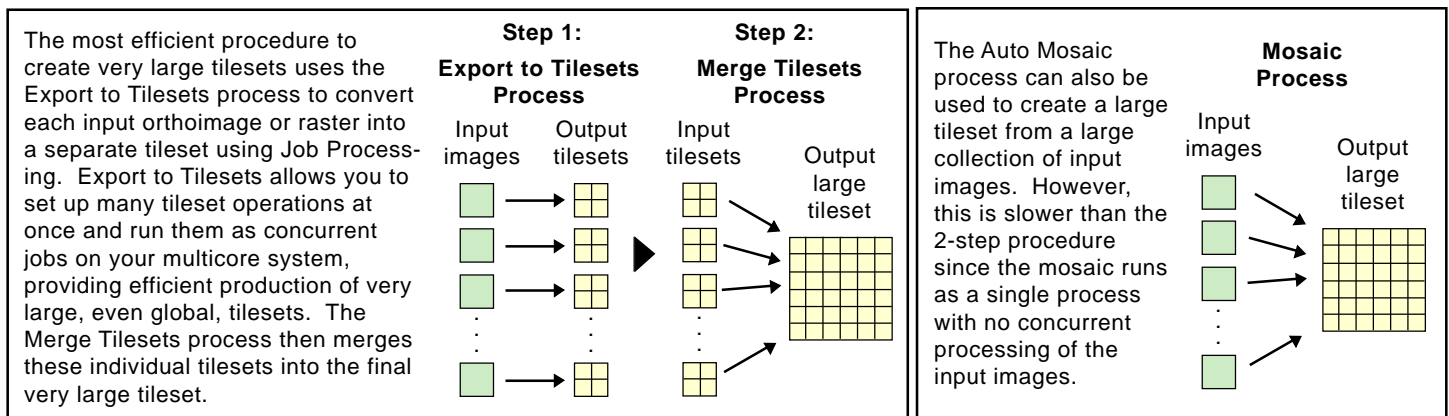 The most efficient procedure to
create very large tilesets uses the
Export to Tilesets process to convert
each input orthoimage or raster into
a separate tileset using Job Process-
ing.  Export to Tilesets allows you to
set up many tileset operations at
once and run them as concurrent
jobs on your multicore system,
providing efficient production of very
large, even global, tilesets.  The
Merge Tilesets process then merges
these individual tilesets into the final
very large tileset.
Step 1:
Export to Tilesets
Process
Input
images
Output
tilesets
Step 2:
Merge Tilesets
Process
Input
tilesets
Output
large
tileset
The Auto Mosaic
process can also be
used to create a large
tileset from a large
collection of input
images.  However,
this is slower than the
2-step procedure
since the mosaic runs
as a single process
with no concurrent
processing of the
input images.
Mosaic
Process
Input
images
Output
large
tileset